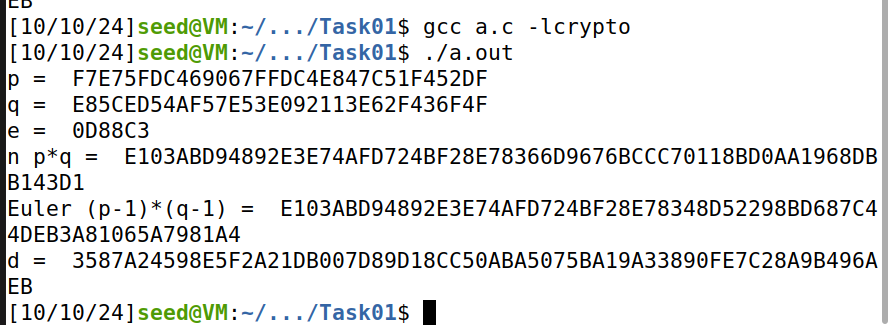 EB
[10/10/24]seed@VM:~/.../Task01$ gcc a.c -lcrypto
[10/10/24]seed@VM:~/.../Task01$ ./a.out
p =  F7E75FDC469067FFDC4E847C51F452DF
q =  E85CED54AF57E53E092113E62F436F4F
e =  0D88C3
n p*q =  E103ABD94892E3E74AFD724BF28E78366D9676BCCC70118BD0AA1968DB
B143D1
Euler (p-1)*(q-1) =  E103ABD94892E3E74AFD724BF28E78348D52298BD687C4
4DEB3A81065A7981A4
d =  3587A24598E5F2A21DB007D89D18CC50ABA5075BA19A33890FE7C28A9B496A
EB
[10/10/24]seed@VM:~/.../Task01$